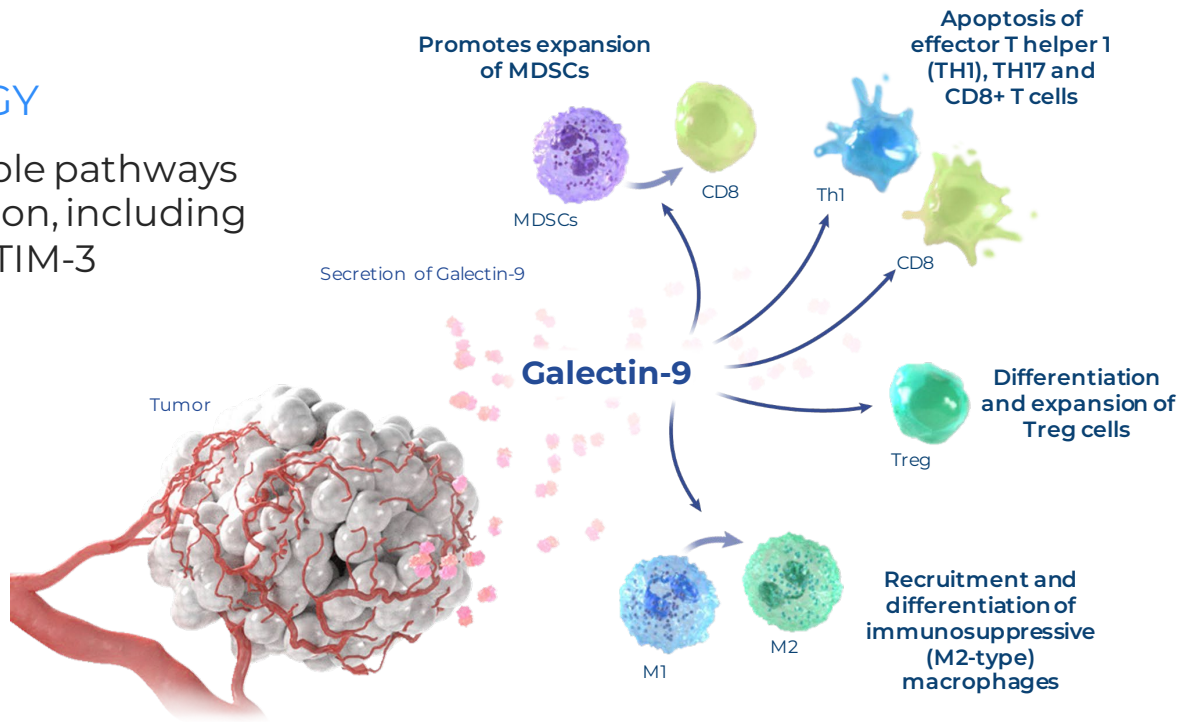 GY
ple pathways
on, including
TIM-3
Promotes expansion
of MDSCs
Apoptosis of
effector T helper 1
(TH1), TH17 and
CD8+ T cells
MDSCs
CD8
Th1
CD8
Secretion of Galectin-9
Galectin-9
Tumor
Differentiation
and expansion of
Treg cells
Treg
M1
M2
Recruitment and
differentiation of
immunosuppressive
(M2-type)
macrophages